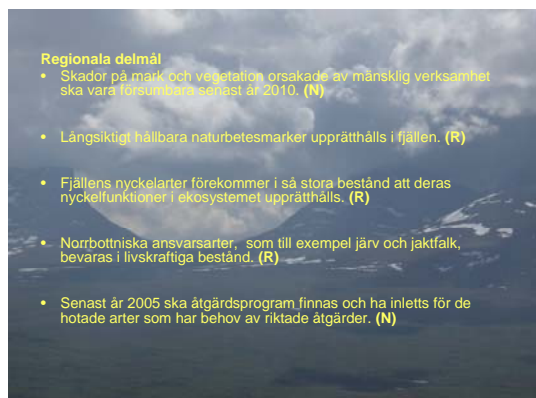 Regionala delmål
• Skador på mark och vegetation orsakade av mänsklig verksamhet
ska vara försumbara senast år 2010. (N)
• Långsiktigt hållbara naturbetesmarker upprätthålls i fjällen. (R)
• Fjällens nyckelarter förekommer i så stora bestånd att deras
nyckelfunktioner i ekosystemet upprätthålls. (R)
• Norrbottniska ansvarsarter, som till exempel järv och jaktfalk,
bevaras i livskraftiga bestånd. (R)
• Senast år 2005 ska åtgärdsprogram finnas och ha inletts för de
hotade arter som har behov av riktade åtgärder. (N)